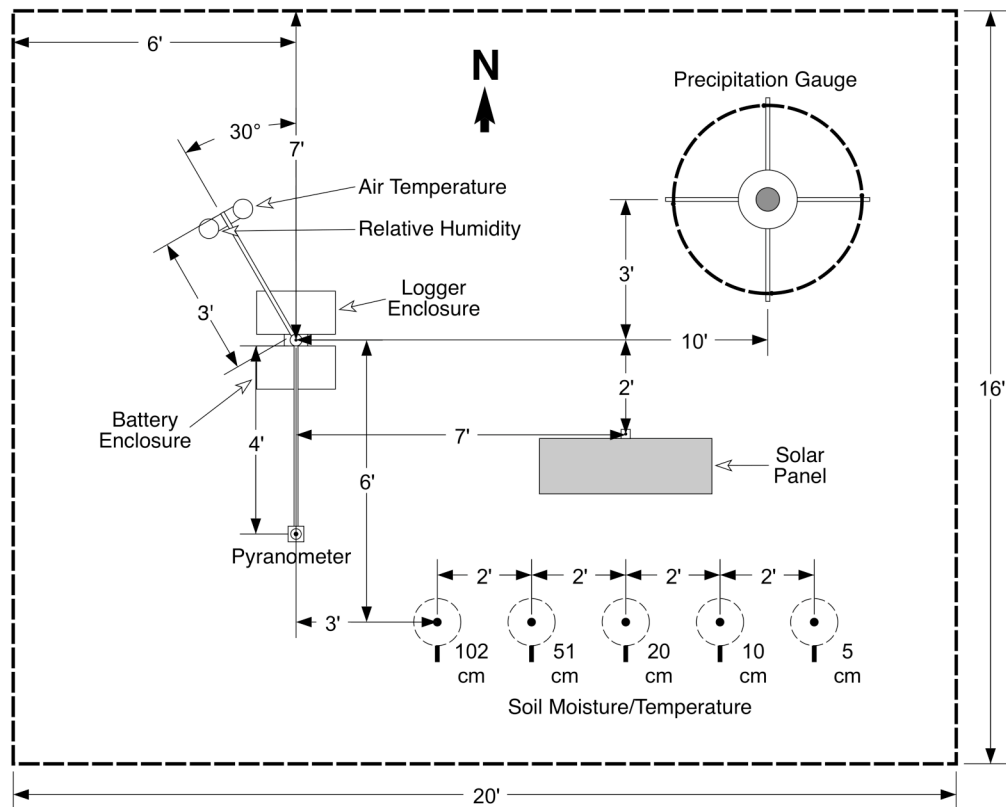 6'
N
Precipitation Gauge
30°
7'
Air Temperature
Relative Humidity
3'
Logger
Enclosure
3'
10'
2'
16'
Battery
Enclosure
4'
7'
Solar
Panel
6'
Pyranometer
2'
2'
2'
2'
3'
102
cm
51
cm
20
cm
10
cm
5
cm
Soil Moisture/Temperature
20'